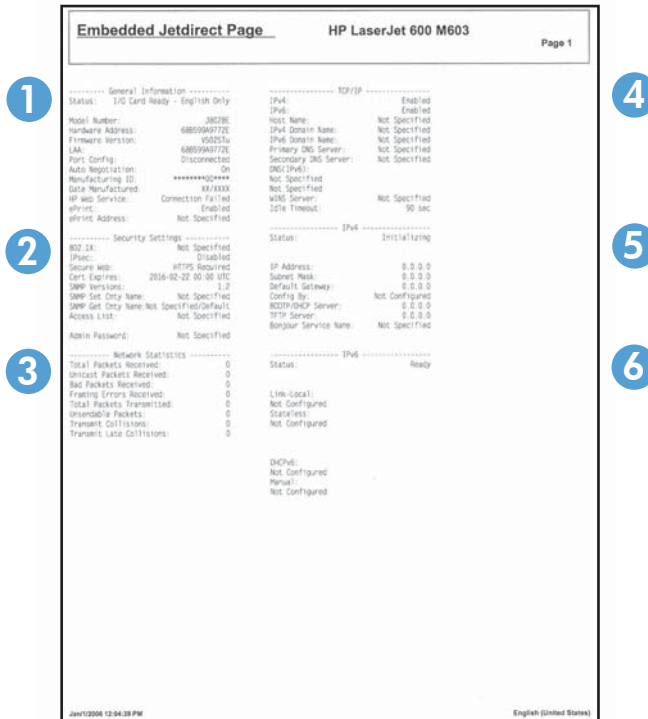 Embedded Jetdirect Page
HP LaserJet 600 M603
Page 1
1
--------- General Information ----------
Status: I/O Card Ready - English Only
Model Number: J8028E
Hardware Address: 68B599A9772E
Firmware Version: V5025Tu
LAA: 68B599A9772E
Port Config: Disconnected
Auto Negotiation: On
Manufacturing ID: ********0D****
Date Manufactured: XX/XXXX
HP Web Service: Connection Failed
ePrint: Enabled
ePrint Address: Not Specified
2
---------- Security Settings ----------
802.1X: Not Specified
IPsec: Disabled
Secure Web: HTTPS Required
Cert Expires: 2016-02-22 00:00 UTC
SNMP Versions: 1;2
SNMP Set Cmty Name: Not Specified
SNMP Get Cmty Name: Not Specified/Default
Access List: Not Specified
Admin Password: Not Specified
3
---------- Network Statistics ----------
Total Packets Received: 0
Unicast Packets Received: 0
Bad Packets Received: 0
Framing Errors Received: 0
Total Packets Transmitted: 0
Unsendable Packets: 0
Transmit Collisions: 0
Transmit Late Collisions: 0
4
---------------- TCP/IP ---------------
IPv4: Enabled
IPv6: Enabled
Host Name: Not Specified
IPv4 Domain Name: Not Specified
IPv6 Domain Name: Not Specified
Primary DNS Server: Not Specified
Secondary DNS Server: Not Specified
DNS(IPv6):
Not Specified
Not Specified
WINS Server: Not Specified
Idle Timeout: 90 sec
5
----------------- IPv4 -----------------
Status: Initializing
IP Address: 0.0.0.0
Subnet Mask: 0.0.0.0
Default Gateway: 0.0.0.0
Config By: Not Configured
BOOTP/DHCP Server: 0.0.0.0
TFTP Server: 0.0.0.0
Bonjour Service Name: Not Specified
6
----------------- IPv6 -----------------
Status: Ready
Link-Local:
Not Configured
Stateless:
Not Configured
DHCPv6:
Not Configured
Manual:
Not Configured
Jan/1/2006 12:04:39 PM
English (United States)